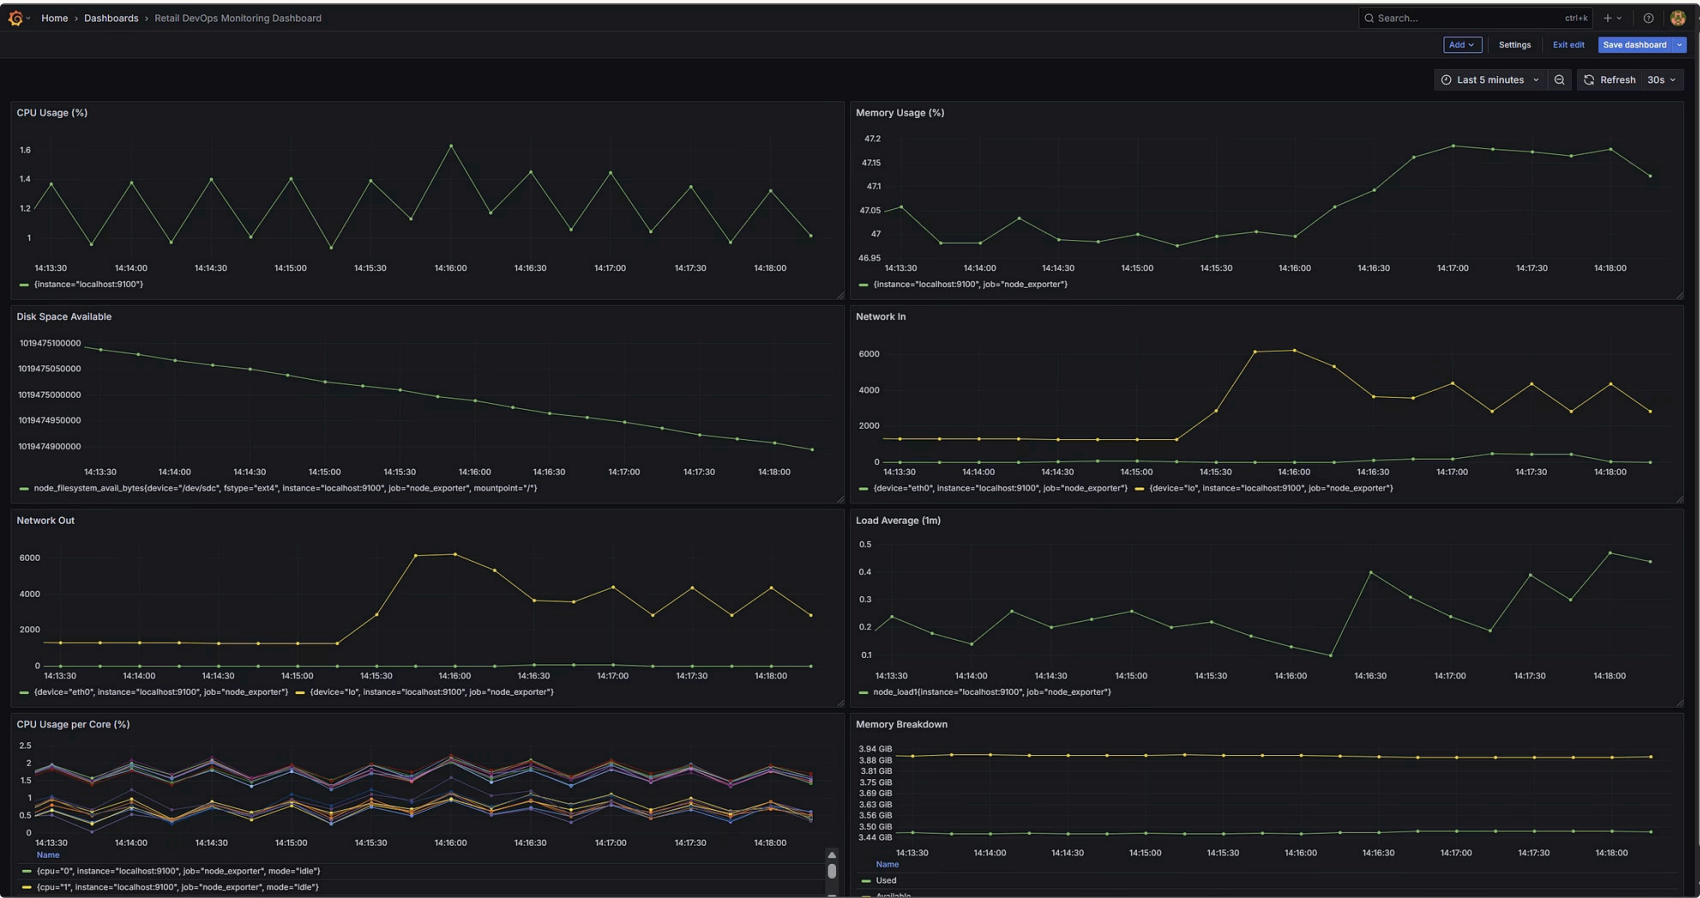 Home › Dashboards › Retail DevOps Monitoring Dashboard
Search... ctrl+k
Add Settings Exit edit Save dashboard
Last 5 minutes Refresh 30s
CPU Usage (%)
1.6
1.4
1.2
1
14:13:30 14:14:00 14:14:30 14:15:00 14:15:30 14:16:00 14:16:30 14:17:00 14:17:30 14:18:00
{instance="localhost:9100"}
Memory Usage (%)
47.2
47.15
47.1
47.05
47
46.95
14:13:30 14:14:00 14:14:30 14:15:00 14:15:30 14:16:00 14:16:30 14:17:00 14:17:30 14:18:00
{instance="localhost:9100", job="node_exporter"}
Disk Space Available
1019475100000
1019475050000
1019475000000
1019474950000
1019474900000
14:13:30 14:14:00 14:14:30 14:15:00 14:15:30 14:16:00 14:16:30 14:17:00 14:17:30 14:18:00
node_filesystem_avail_bytes{device="/dev/sdc", fstype="ext4", instance="localhost:9100", job="node_exporter", mountpoint="/"}
Network In
6000
4000
2000
0
14:13:30 14:14:00 14:14:30 14:15:00 14:15:30 14:16:00 14:16:30 14:17:00 14:17:30 14:18:00
{device="eth0", instance="localhost:9100", job="node_exporter"} {device="lo", instance="localhost:9100", job="node_exporter"}
Network Out
6000
4000
2000
0
14:13:30 14:14:00 14:14:30 14:15:00 14:15:30 14:16:00 14:16:30 14:17:00 14:17:30 14:18:00
{device="eth0", instance="localhost:9100", job="node_exporter"} {device="lo", instance="localhost:9100", job="node_exporter"}
Load Average (1m)
0.5
0.4
0.3
0.2
0.1
14:13:30 14:14:00 14:14:30 14:15:00 14:15:30 14:16:00 14:16:30 14:17:00 14:17:30 14:18:00
node_load1{instance="localhost:9100", job="node_exporter"}
CPU Usage per Core (%)
2.5
2
1.5
1
0.5
0
14:13:30 14:14:00 14:14:30 14:15:00 14:15:30 14:16:00 14:16:30 14:17:00 14:17:30 14:18:00
Name
{cpu="0", instance="localhost:9100", job="node_exporter", mode="idle"}
{cpu="1", instance="localhost:9100", job="node_exporter", mode="idle"}
Memory Breakdown
3.94 GiB
3.88 GiB
3.81 GiB
3.75 GiB
3.69 GiB
3.63 GiB
3.56 GiB
3.50 GiB
3.44 GiB
14:13:30 14:14:00 14:14:30 14:15:00 14:15:30 14:16:00 14:16:30 14:17:00 14:17:30 14:18:00
Name
Used
Available